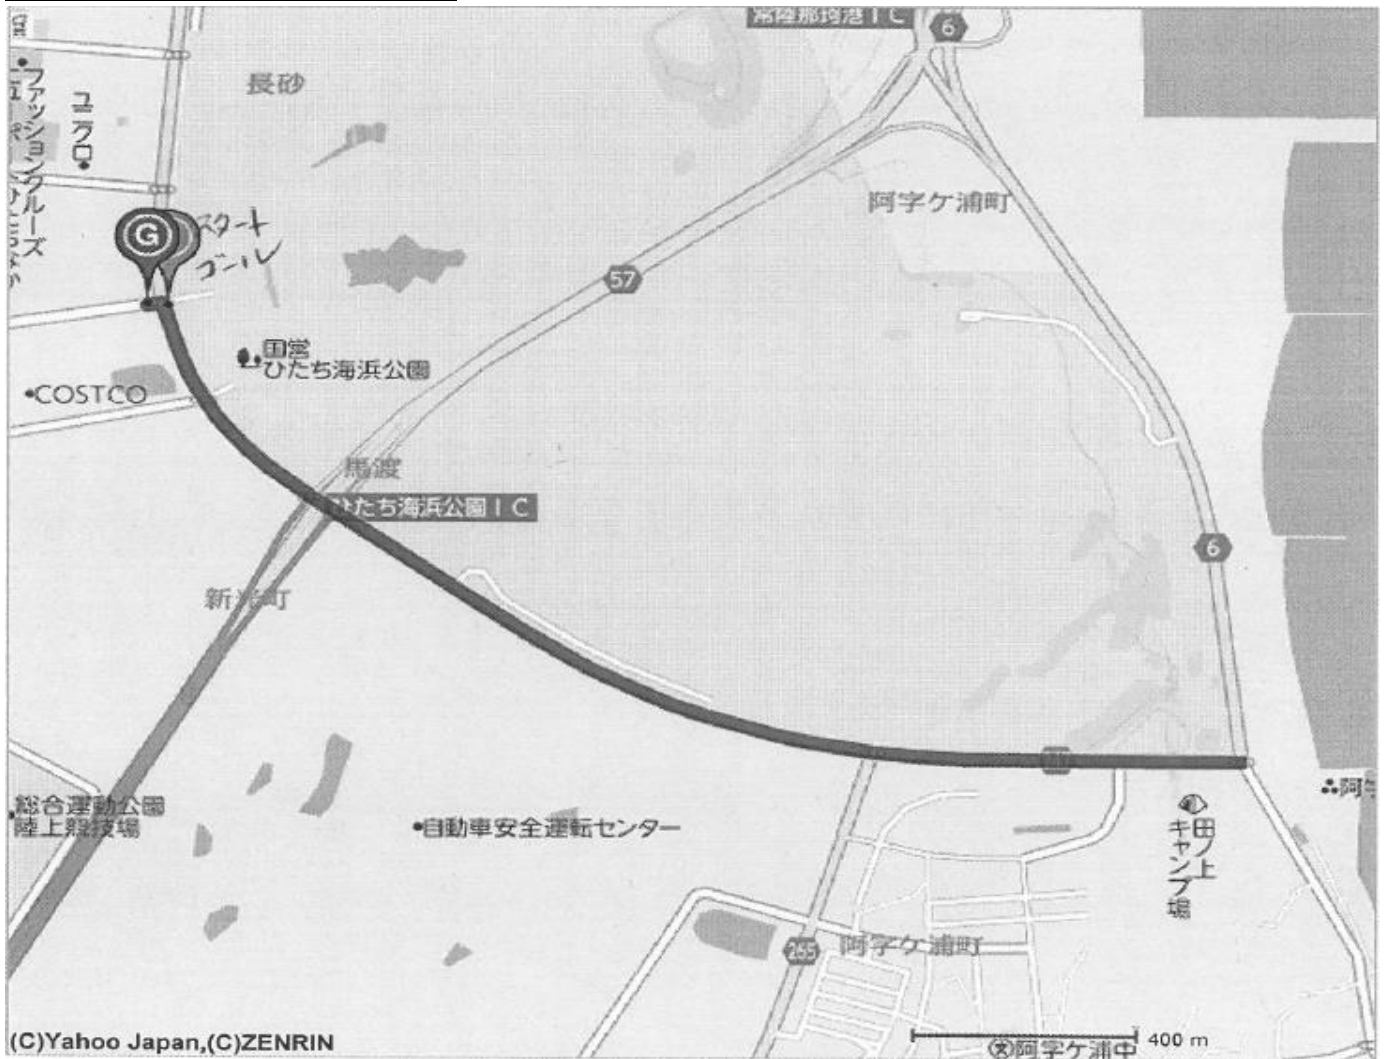 常陸那珂港IC
6
長砂
ファッションクルーズ
ユニクロ
阿字ケ浦町
G
スタート
ゴール
57
国営
ひたち海浜公園
COSTCO
馬渡
ひたち海浜公園IC
6
新光町
総合運動公園
陸上競技場
自動車安全運転センター
田ノ上
キャンプ場
265
阿字ケ浦町
(C)Yahoo Japan,(C)ZENRIN
400 m
阿字ケ浦中